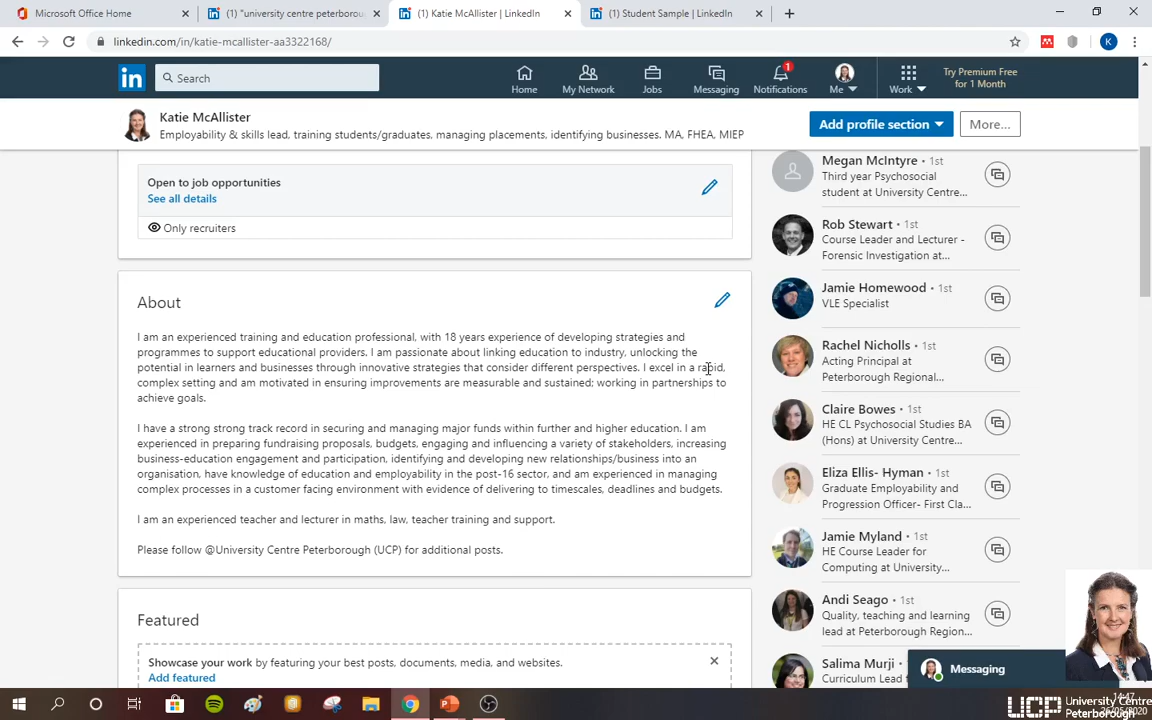 Microsoft Office Home
(1) "university centre peterborou
(1) Katie McAllister | LinkedIn
(1) Student Sample | LinkedIn
linkedin.com/in/katie-mcallister-aa3322168/
K
in
Search
Home
My Network
Jobs
Messaging
1
Notifications
Me
Work
Try Premium Free
for 1 Month
Katie McAllister
Employability & skills lead, training students/graduates, managing placements, identifying businesses. MA, FHEA, MIEP
Add profile section
More...
Open to job opportunities
See all details
Only recruiters
About
I am an experienced training and education professional, with 18 years experience of developing strategies and
programmes to support educational providers. I am passionate about linking education to industry, unlocking the
potential in learners and businesses through innovative strategies that consider different perspectives. I excel in a rapid,
complex setting and am motivated in ensuring improvements are measurable and sustained; working in partnerships to
achieve goals.
I have a strong strong track record in securing and managing major funds within further and higher education. I am
experienced in preparing fundraising proposals, budgets, engaging and influencing a variety of stakeholders, increasing
business-education engagement and participation, identifying and developing new relationships/business into an
organisation, have knowledge of education and employability in the post-16 sector, and am experienced in managing
complex processes in a customer facing environment with evidence of delivering to timescales, deadlines and budgets.
I am an experienced teacher and lecturer in maths, law, teacher training and support.
Please follow @University Centre Peterborough (UCP) for additional posts.
Featured
Showcase your work by featuring your best posts, documents, media, and websites.
Add featured
Megan McIntyre • 1st
Third year Psychosocial
student at University Centre...
Rob Stewart • 1st
Course Leader and Lecturer -
Forensic Investigation at...
Jamie Homewood • 1st
VLE Specialist
Rachel Nicholls • 1st
Acting Principal at
Peterborough Regional...
Claire Bowes • 1st
HE CL Psychosocial Studies BA
(Hons) at University Centre...
Eliza Ellis- Hyman • 1st
Graduate Employability and
Progression Officer- First Cla...
Jamie Myland • 1st
HE Course Leader for
Computing at University...
Andi Seago • 1st
Quality, teaching and learning
lead at Peterborough Region...
Salima Murji • 1st
Curriculum Lead f
Messaging
14:47
26/05/2020
UCP University Centre
Peterborough